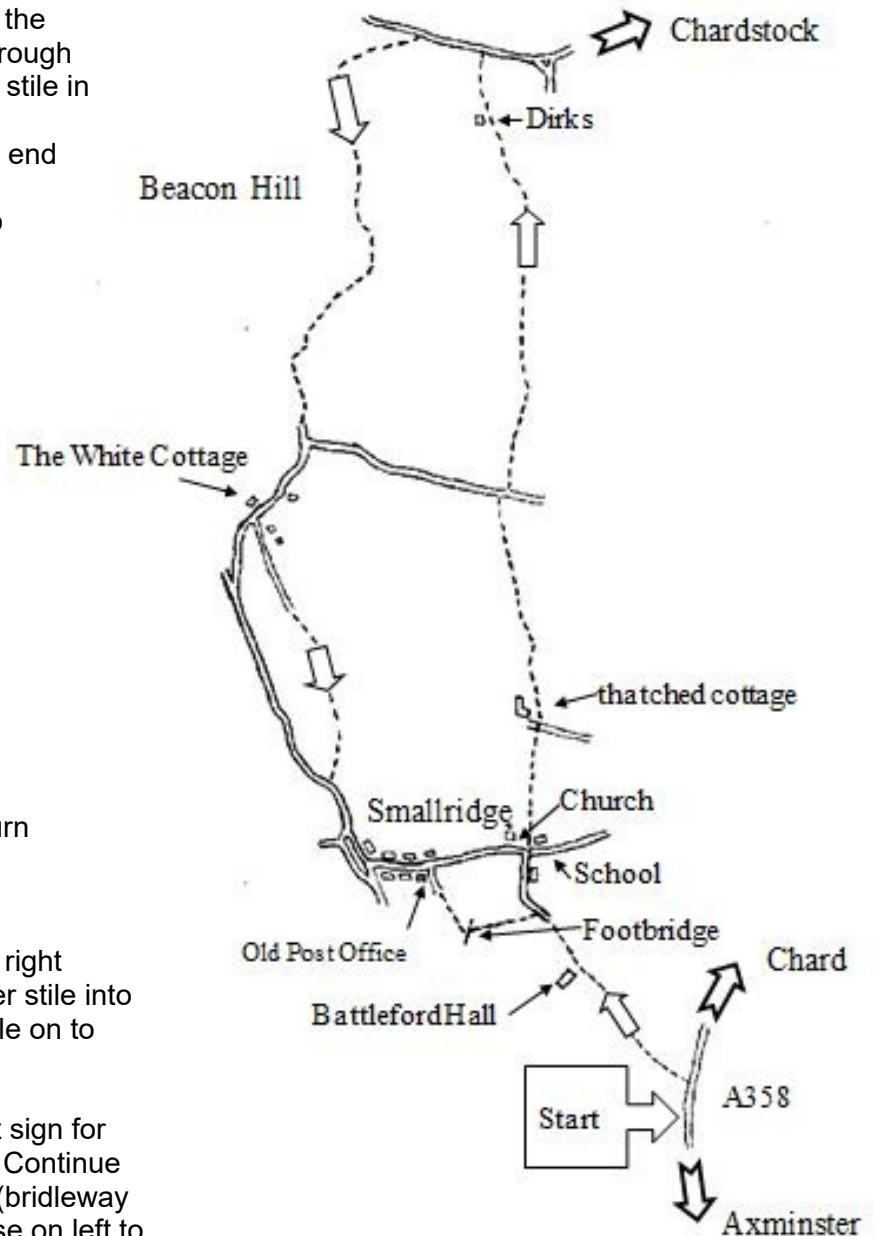 the
rough
stile in
end
Chardstock
Dirks
Beacon Hill
The White Cottage
thatched cottage
Smallridge
Church
School
urn
Old Post Office
Footbridge
Battleford Hall
Chard
right
er stile into
le on to
Start
A358
t sign for
Continue
(bridleway
se on left to
Axminster